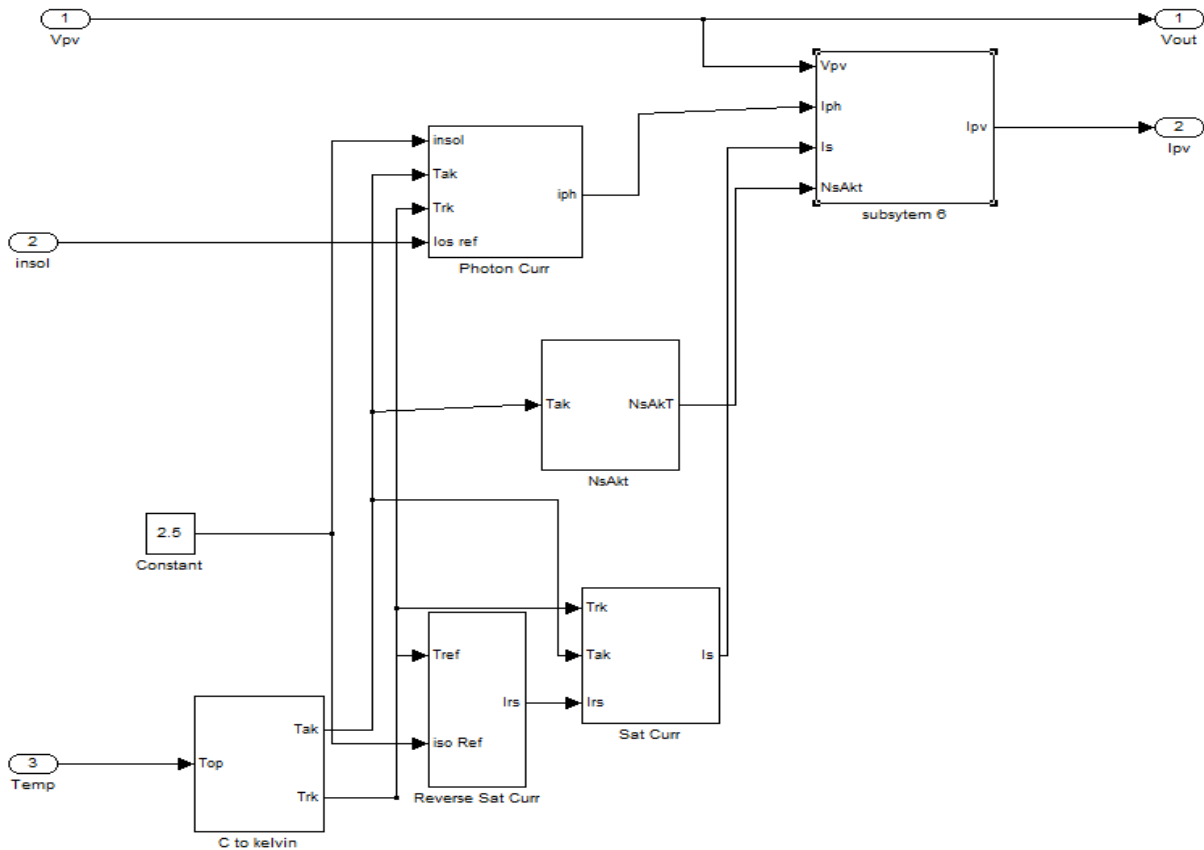 1
Vpv
1
Vout
Vpv
Iph
Is
NsAkt
Ipv
subsytem 6
2
Ipv
insol
Tak
Trk
Ios ref
iph
Photon Curr
2
insol
Tak
NsAkT
NsAkt
2.5
Constant
Trk
Tak
Irs
Is
Sat Curr
Tref
iso Ref
Irs
Reverse Sat Curr
3
Temp
Top
Tak
Trk
C to kelvin